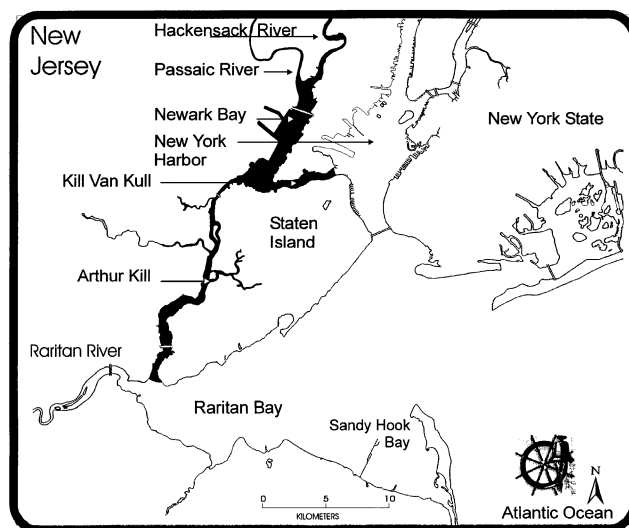 New
Jersey
Hackensack River
Passaic River
Newark Bay
New York
Harbor
New York State
Kill Van Kull
Staten
Island
Arthur Kill
Raritan River
Raritan Bay
Sandy Hook
Bay
0 5 10
KILOMETERS
N
Atlantic Ocean